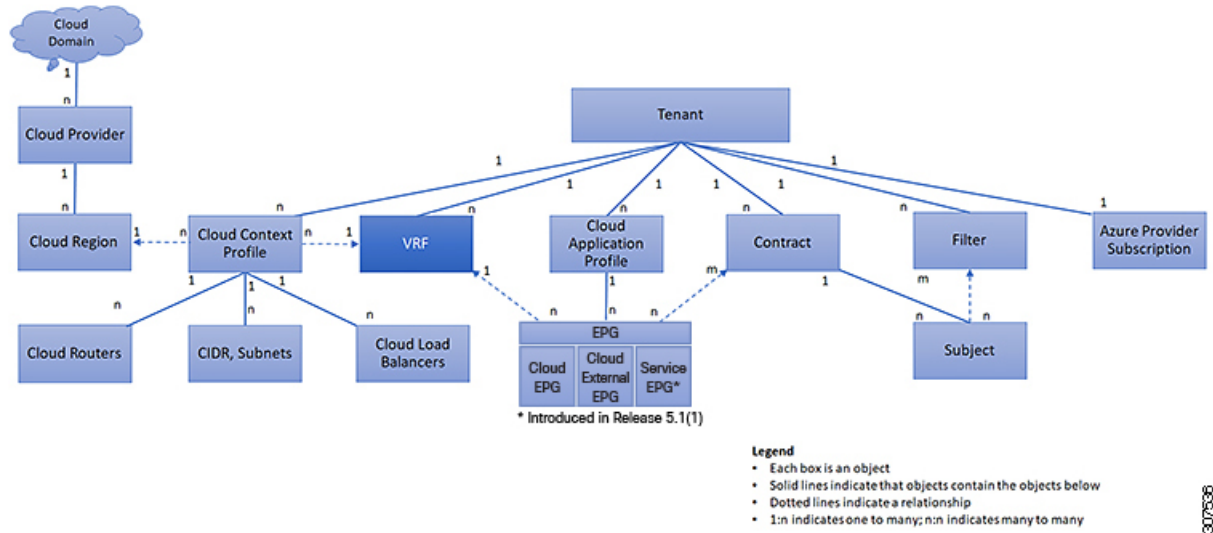 Cloud
Domain
1
n
Cloud Provider
1
n
Cloud Region
Tenant
1
1
1
1
1
1
1
n
n
n
n
n
1
Cloud Context
Profile
VRF
Cloud
Application
Profile
Contract
Filter
Azure Provider
Subscription
1
n
n
1
1
1
1
n
n
n
Cloud Routers
CIDR, Subnets
Cloud Load
Balancers
1
n
1
n
m
n
1
n
m
n
EPG
Cloud
EPG
Cloud
External
EPG
Service
EPG*
Subject
* Introduced in Release 5.1(1)
Legend
• Each box is an object
• Solid lines indicate that objects contain the objects below
• Dotted lines indicate a relationship
• 1:n indicates one to many; n:n indicates many to many
307536